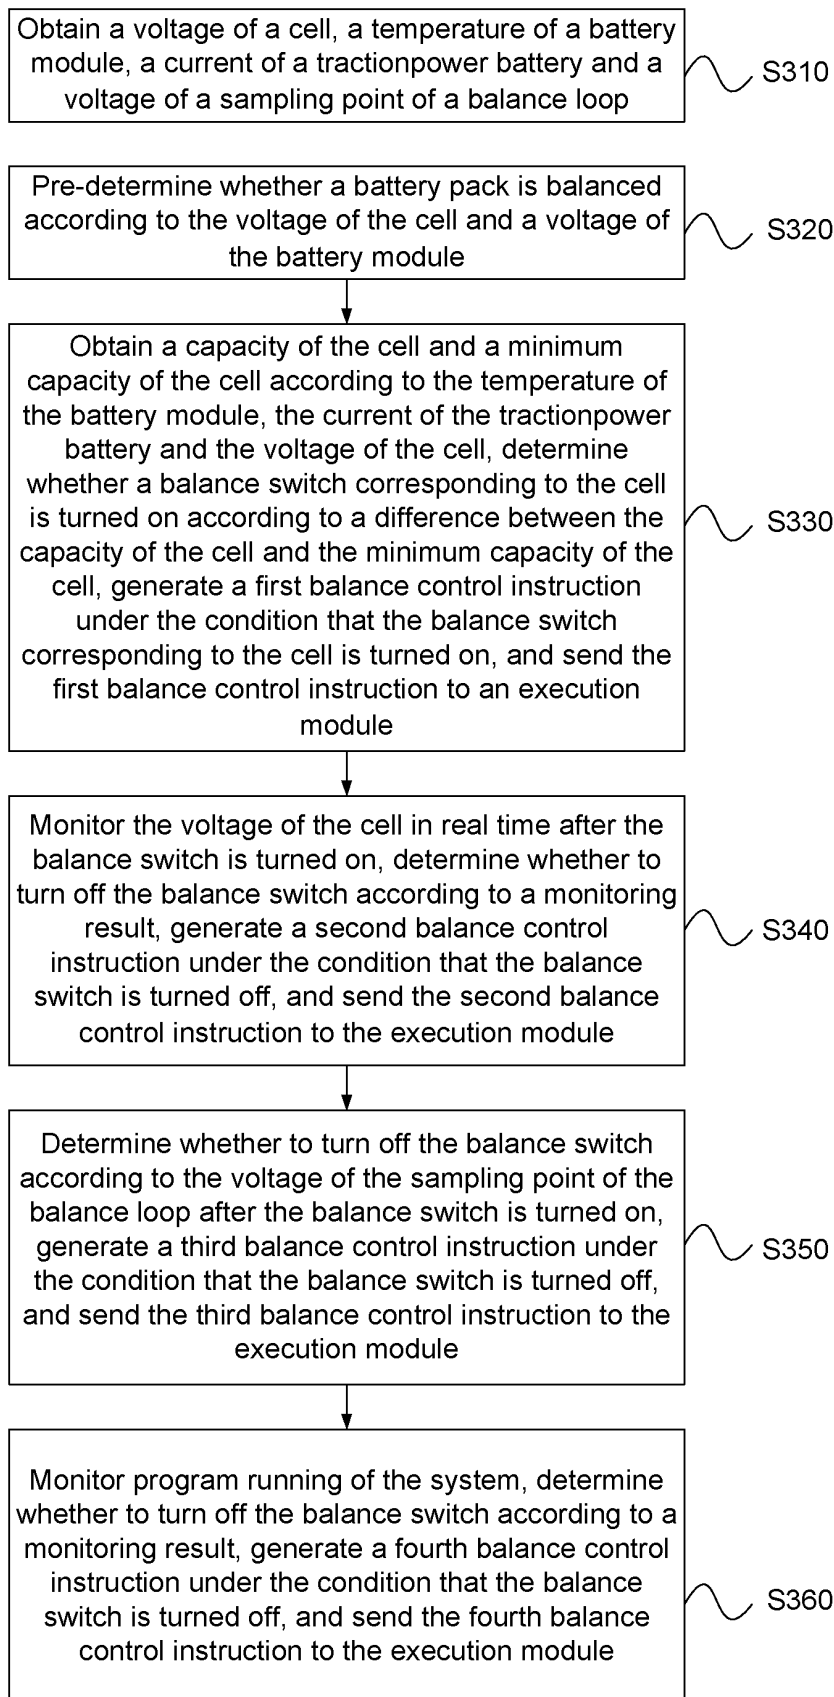 Obtain a voltage of a cell, a temperature of a battery
module, a current of a tractionpower battery and a
voltage of a sampling point of a balance loop
S310
Pre-determine whether a battery pack is balanced
according to the voltage of the cell and a voltage of
the battery module
S320
Obtain a capacity of the cell and a minimum
capacity of the cell according to the temperature of
the battery module, the current of the tractionpower
battery and the voltage of the cell, determine
whether a balance switch corresponding to the cell
is turned on according to a difference between the
capacity of the cell and the minimum capacity of the
cell, generate a first balance control instruction
under the condition that the balance switch
corresponding to the cell is turned on, and send the
first balance control instruction to an execution
module
S330
Monitor the voltage of the cell in real time after the
balance switch is turned on, determine whether to
turn off the balance switch according to a monitoring
result, generate a second balance control
instruction under the condition that the balance
switch is turned off, and send the second balance
control instruction to the execution module
S340
Determine whether to turn off the balance switch
according to the voltage of the sampling point of the
balance loop after the balance switch is turned on,
generate a third balance control instruction under
the condition that the balance switch is turned off,
and send the third balance control instruction to the
execution module
S350
Monitor program running of the system, determine
whether to turn off the balance switch according to a
monitoring result, generate a fourth balance control
instruction under the condition that the balance
switch is turned off, and send the fourth balance
control instruction to the execution module
S360